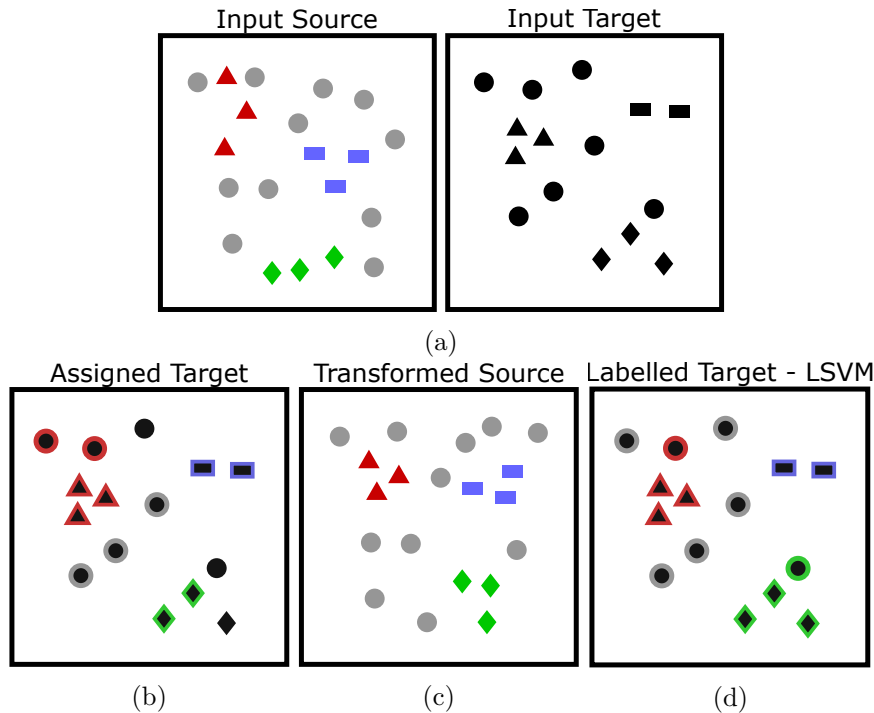 Input Source
Input Target
(a)
Assigned Target
Transformed Source
Labelled Target - LSVM
(b)
(c)
(d)